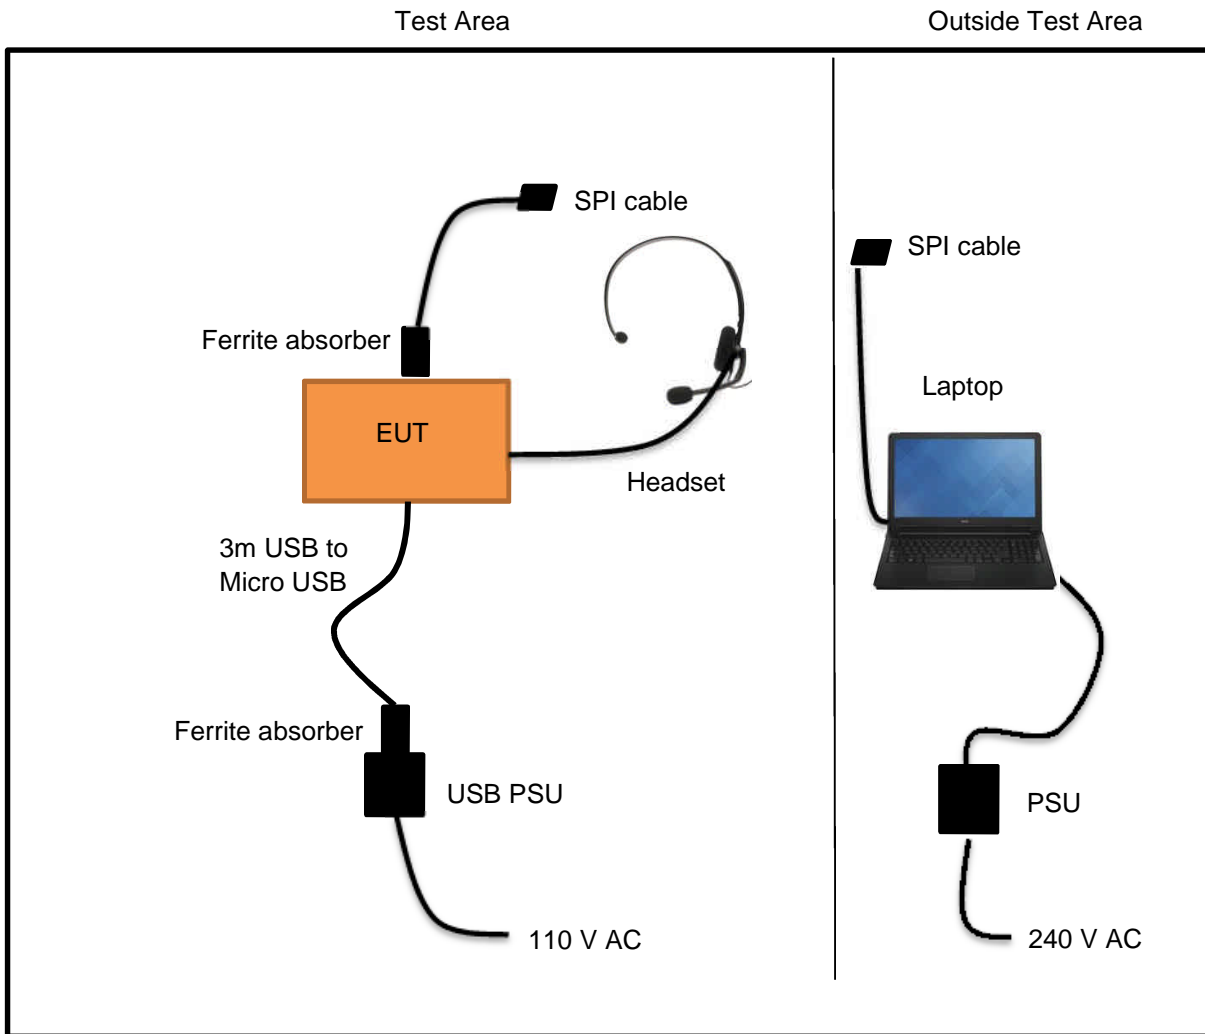 Test Area
Outside Test Area
SPI cable
SPI cable
Ferrite absorber
Laptop
EUT
Headset
3m USB to
Micro USB
Ferrite absorber
USB PSU
PSU
110 V AC
240 V AC